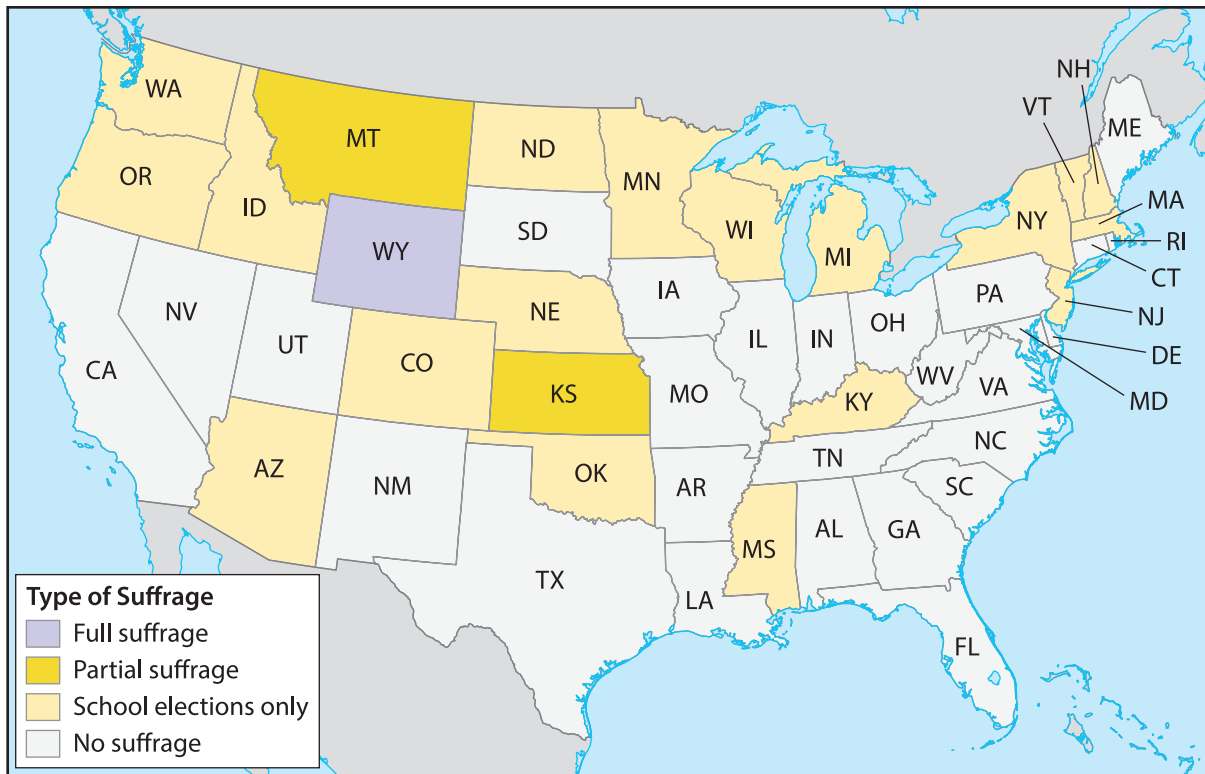 NH
VT
ME
WA
MT
ND
MN
OR
ID
WI
NY
MA
SD
WY
MI
RI
CT
IA
PA
NE
NJ
NV
UT
IL
IN
OH
DE
CO
CA
WV
VA
KS
MO
KY
MD
NC
TN
AZ
OK
NM
AR
SC
MS
AL
GA
TX
LA
FL
Type of Suffrage
Full suffrage
Partial suffrage
School elections only
No suffrage